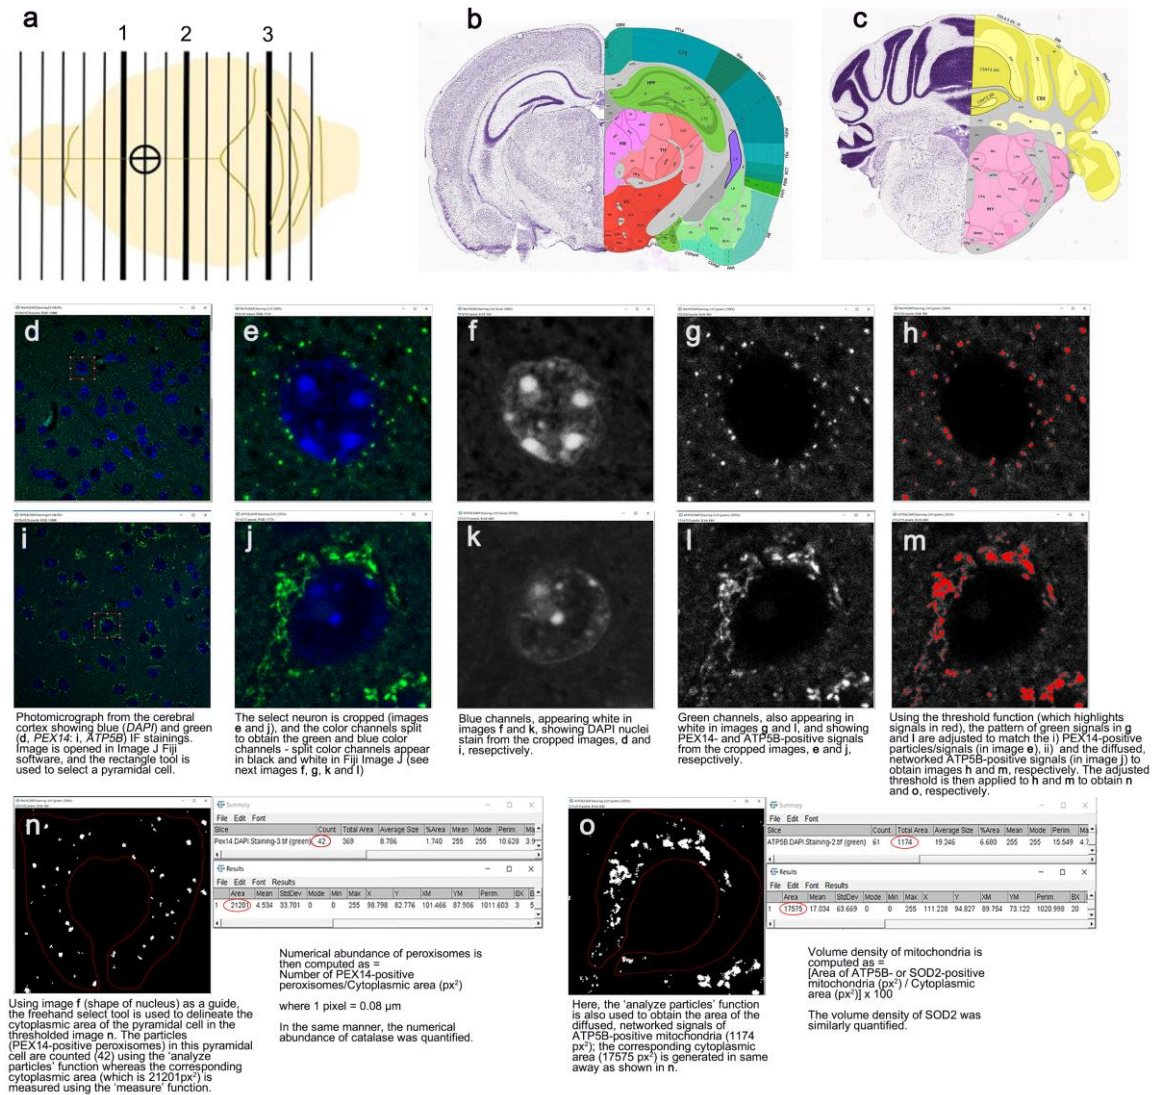 a
1
2
3
b
c
CTX
HPF
TH
CBX
MY
d
e
f
g
h
i
j
k
l
m
Photomicrograph from the cerebral
cortex showing blue (DAPI) and green
(d, PEX14: i, ATP5B) IF stainings.
Image is opened in Image J Fiji
software, and the rectangle tool is
used to select a pyramidal cell.
The select neuron is cropped (images
e and j), and the color channels split
to obtain the green and blue color
channels - split color channels appear
in black and white in Fiji Image J (see
next images f, g, k and l)
Blue channels, appearing white in
images f and k, showing DAPI nuclei
stain from the cropped images, d and
i, resepctively.
Green channels, also appearing in
white in images g and l, and showing
PEX14- and ATP5B-positive signals
from the cropped images, e and j,
resepctively.
Using the threshold function (which highlights
signals in red), the pattern of green signals in g
and l are adjusted to match the i) PEX14-positive
particles/signals (in image e), ii)  and the diffused,
networked ATP5B-positive signals (in image j) to
obtain images h and m, respectively. The adjusted
threshold is then applied to h and m to obtain n
and o, respectively.
n
Summary
File Edit Font
Slice Count Total Area Average Size %Area Mean Mode Perim. Ma
Pex14.DAPI.Staining-3.tif (green) 42 369 8.786 1.740 255 255 10.628 3.9
Results
File Edit Font Results
Area Mean StdDev Mode Min Max X Y XM YM Perim. BX B
1 21201 4.534 33.701 0 0 255 98.798 82.776 101.466 87.906 1011.603 3 5
Numerical abundance of peroxisomes is
then computed as =
Number of PEX14-positive
peroxisomes/Cytoplasmic area (px²)
where 1 pixel = 0.08 µm
In the same manner, the numerical
abundance of catalase was quantified.
Using image f (shape of nucleus) as a guide,
the freehand select tool is used to delineate the
cytoplasmic area of the pyramidal cell in the
thresholded image n. The particles
(PEX14-positive peroxisomes) in this pyramidal
cell are counted (42) using the 'analyze
particles' function whereas the corresponding
cytoplasmic area (which is 21201px²) is
measured using the 'measure' function.
o
Summary
File Edit Font
Slice Count Total Area Average Size %Area Mean Mode Perim. Ma
ATP5B.DAPI.Staining-2.tif (green) 61 1174 19.246 6.680 255 255 15.549 4.7
Results
File Edit Font Results
Area Mean StdDev Mode Min Max X Y XM YM Perim. BX
1 17575 17.034 63.669 0 0 255 111.228 94.827 89.754 73.122 1020.998 20
Volume density of mitochondria is
computed as =
[Area of ATP5B- or SOD2-positive
mitochondria (px²) / Cytoplasmic
area (px²)] x 100
The volume density of SOD2 was
similarly quantified.
Here, the 'analyze particles' function
is also used to obtain the area of the
diffused, networked signals of
ATP5B-positive mitochondria (1174
px²); the corresponding cytoplasmic
area (17575 px²) is generated in same
away as shown in n.